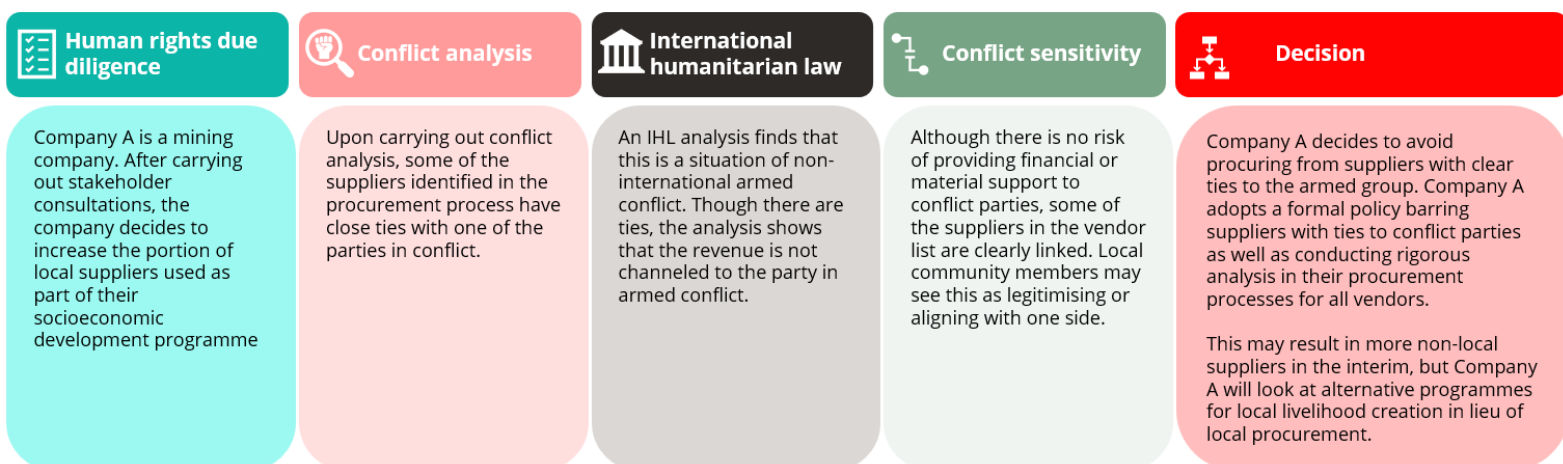 Human rights due
diligence
Company A is a mining
company. After carrying
out stakeholder
consultations, the
company decides to
increase the portion of
local suppliers used as
part of their
socioeconomic
development programme
Conflict analysis
Upon carrying out conflict
analysis, some of the
suppliers identified in the
procurement process have
close ties with one of the
parties in conflict.
International
humanitarian law
An IHL analysis finds that
this is a situation of non-
international armed
conflict. Though there are
ties, the analysis shows
that the revenue is not
channeled to the party in
armed conflict.
Conflict sensitivity
Although there is no risk
of providing financial or
material support to
conflict parties, some of
the suppliers in the vendor
list are clearly linked. Local
community members may
see this as legitimising or
aligning with one side.
Decision
Company A decides to avoid
procuring from suppliers with clear
ties to the armed group. Company A
adopts a formal policy barring
suppliers with ties to conflict parties
as well as conducting rigorous
analysis in their procurement
processes for all vendors.
This may result in more non-local
suppliers in the interim, but Company
A will look at alternative programmes
for local livelihood creation in lieu of
local procurement.